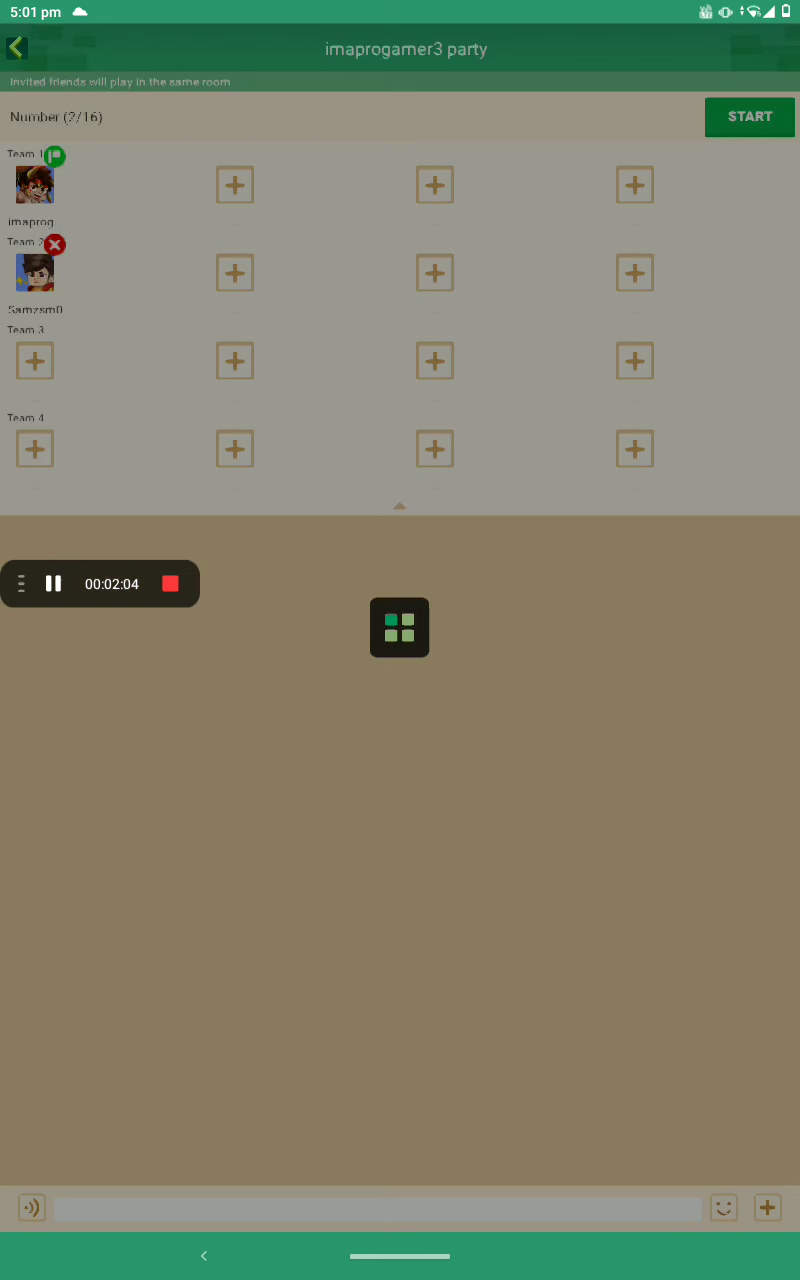 5:01 pm
imaprogamer3 party
Invited friends will play in the same room
Number (2/16)
START
Team 1
imaprog
Team 2
Samzsm0
Team 3
Team 4
00:02:04